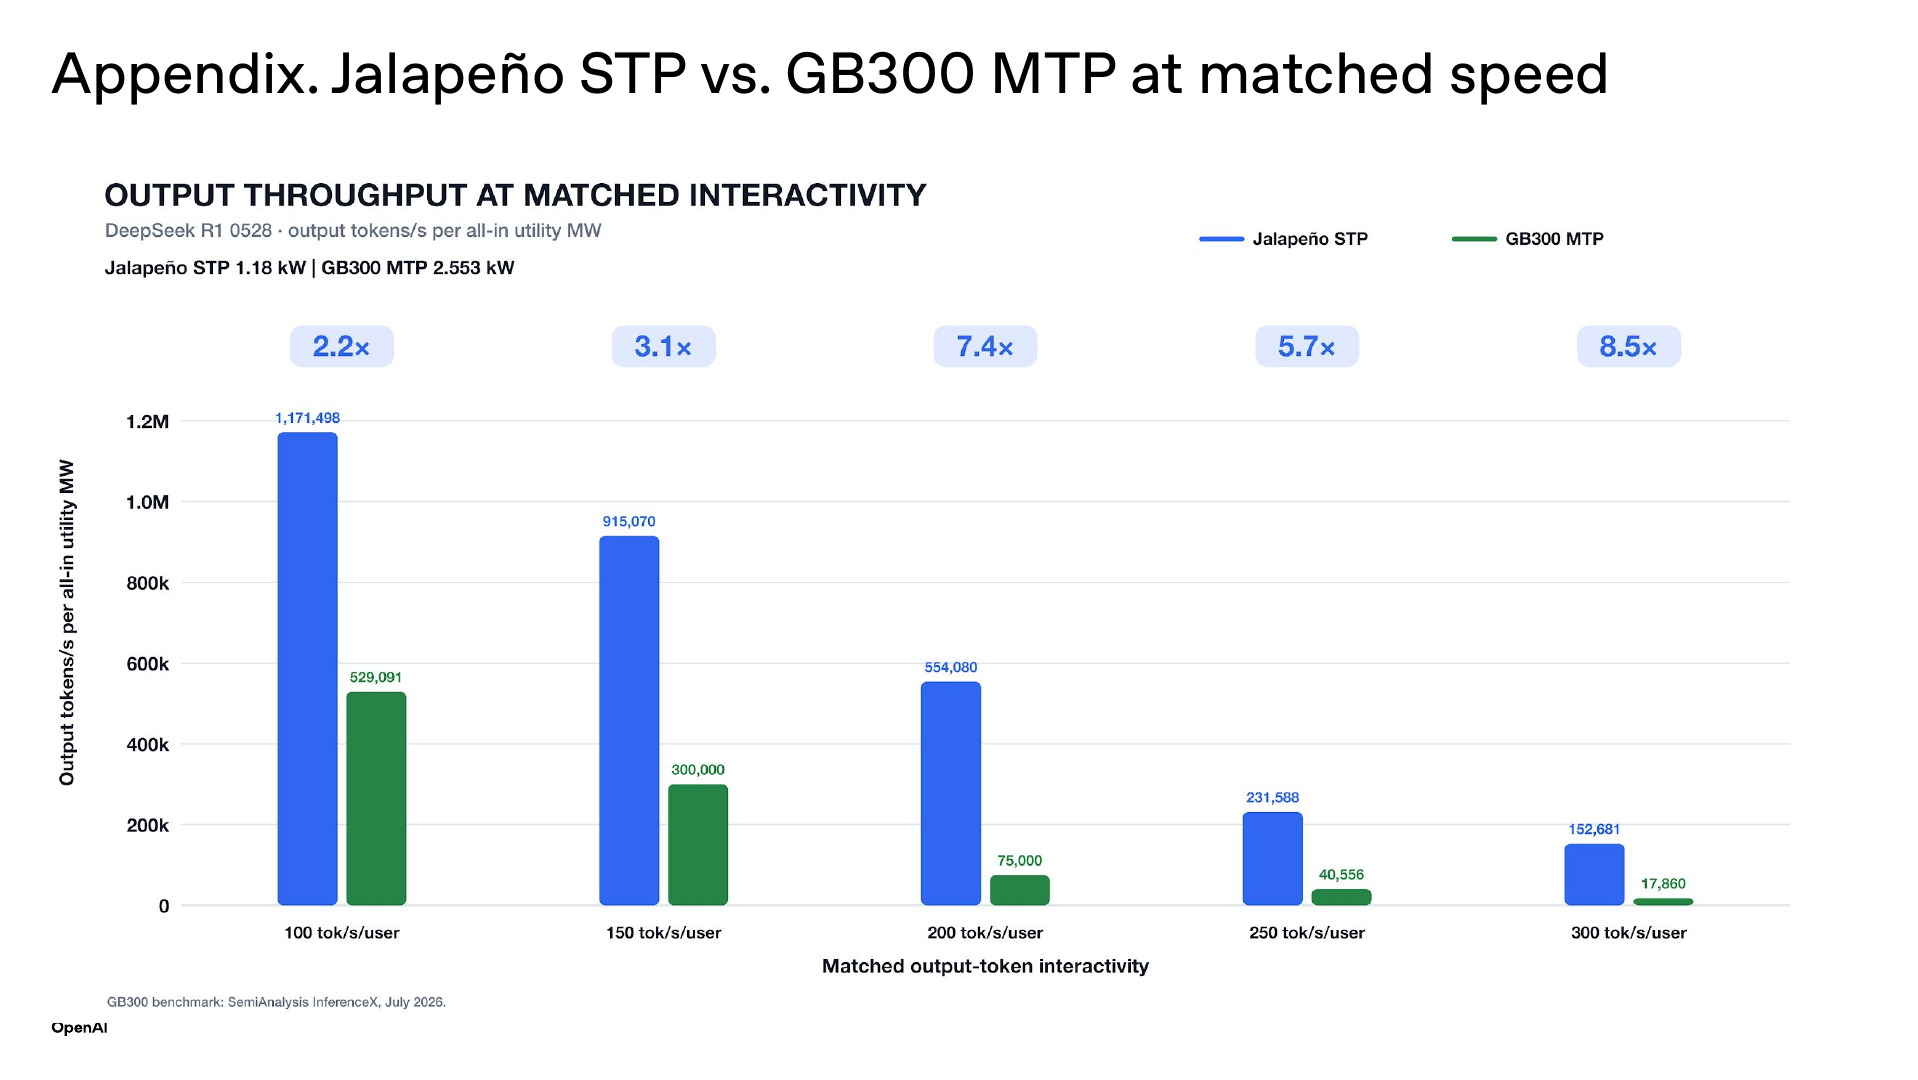 Appendix. Jalapeño STP vs. GB300 MTP at matched speed
OUTPUT THROUGHPUT AT MATCHED INTERACTIVITY
DeepSeek R1 0528 · output tokens/s per all-in utility MW
Jalapeño STP 1.18 kW | GB300 MTP 2.553 kW
Jalapeño STP
GB300 MTP
2.2×
3.1×
7.4×
5.7×
8.5×
Output tokens/s per all-in utility MW
1.2M
1.0M
800k
600k
400k
200k
0
1,171,498
529,091
915,070
300,000
554,080
75,000
231,588
40,556
152,681
17,860
100 tok/s/user
150 tok/s/user
200 tok/s/user
250 tok/s/user
300 tok/s/user
Matched output-token interactivity
GB300 benchmark: SemiAnalysis InferenceX, July 2026.
OpenAI